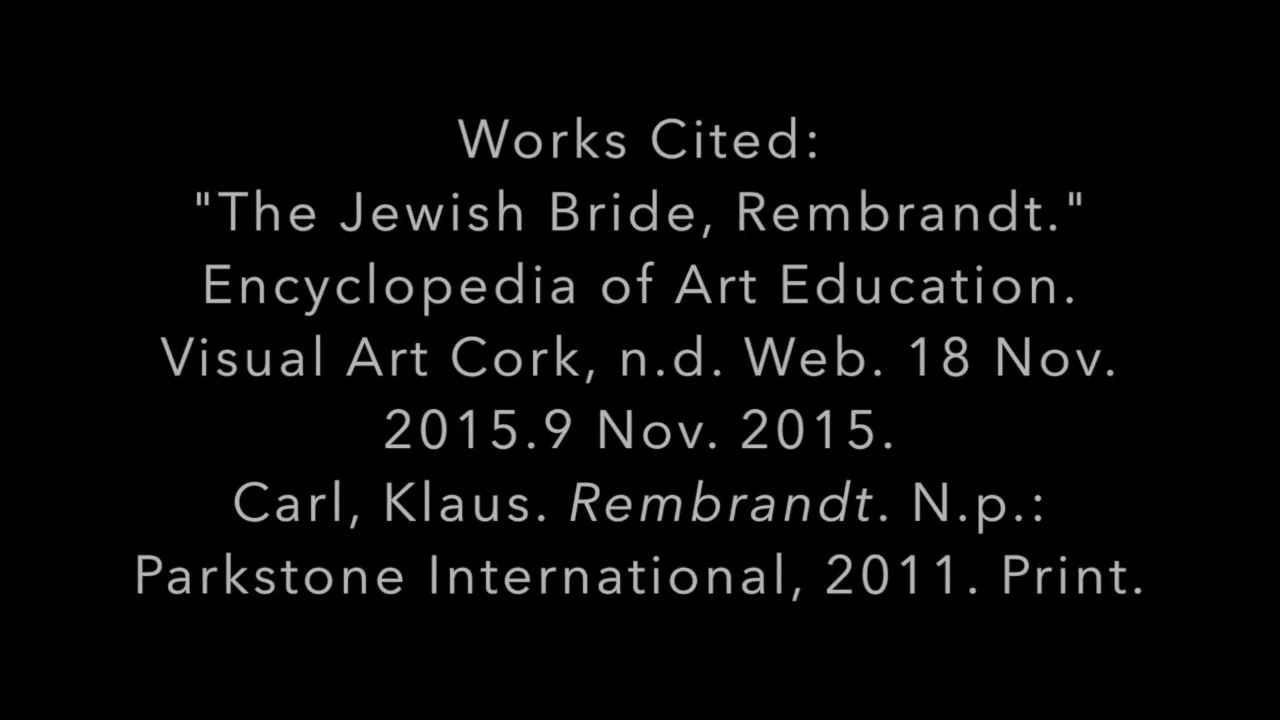 Works Cited:
"The Jewish Bride, Rembrandt."
Encyclopedia of Art Education.
Visual Art Cork, n.d. Web. 18 Nov.
2015.9 Nov. 2015.
Carl, Klaus. Rembrandt. N.p.:
Parkstone International, 2011. Print.